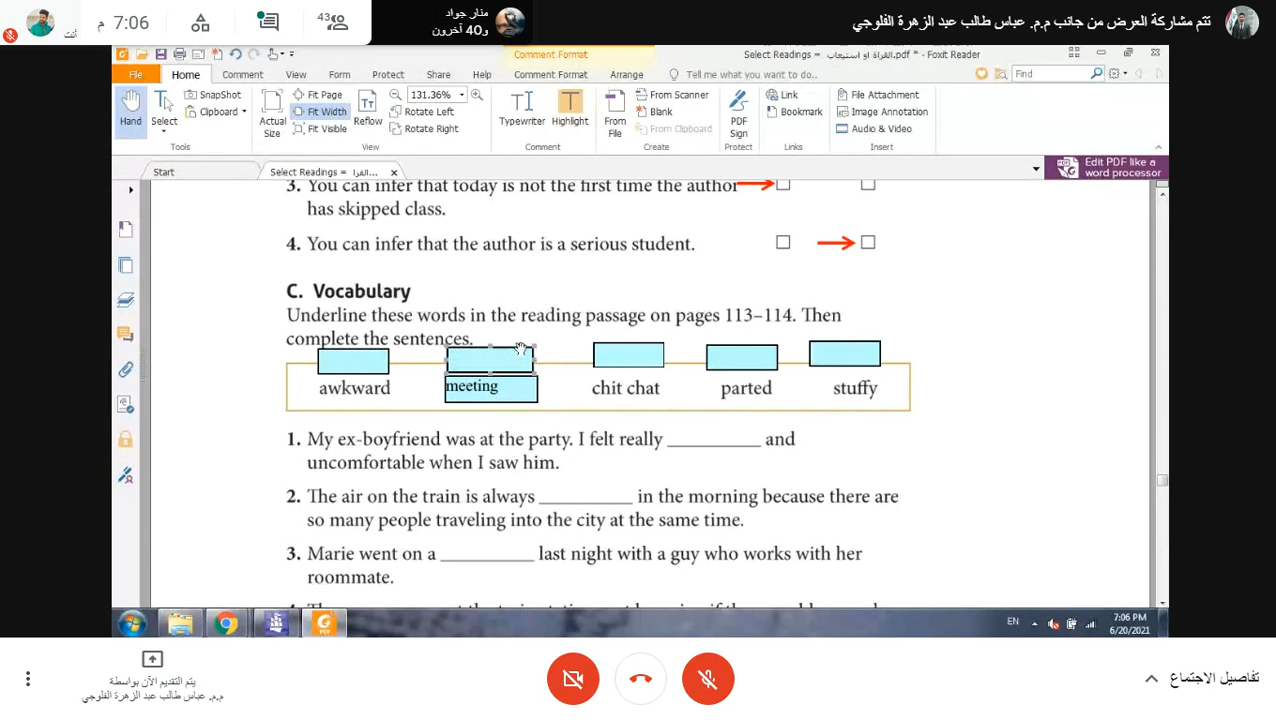 7:06 م
43
أنت
منار جواد
و40 آخرون
تتم مشاركة العرض من جانب م.م. عباس طالب عبد الزهرة الفلوجي
Comment Format
Select Readings = القراة او استيعاب.pdf * - Foxit Reader
File Home Comment View Form Protect Share Help Comment Format Arrange Tell me what you want to do... Find
Hand
Select
SnapShot
Clipboard
Tools
Actual Size
Fit Page
Fit Width
Fit Visible
Reflow
131.36%
Rotate Left
Rotate Right
View
Typewriter
Highlight
Comment
From File
From Scanner
Blank
From Clipboard
Create
PDF Sign
Protect
Link
Bookmark
Links
File Attachment
Image Annotation
Audio & Video
Insert
Start
Select Readings = القرا...
Edit PDF like a
word processor
3. You can infer that today is not the first time the author
has skipped class.
4. You can infer that the author is a serious student.
C. Vocabulary
Underline these words in the reading passage on pages 113–114. Then
complete the sentences.
awkward meeting chit chat parted stuffy
1. My ex-boyfriend was at the party. I felt really __________ and
uncomfortable when I saw him.
2. The air on the train is always __________ in the morning because there are
so many people traveling into the city at the same time.
3. Marie went on a __________ last night with a guy who works with her
roommate.
EN
7:06 PM
6/20/2021
يتم التقديم الآن بواسطة
م.م. عباس طالب عبد الزهرة الفلوجي
تفاصيل الاجتماع